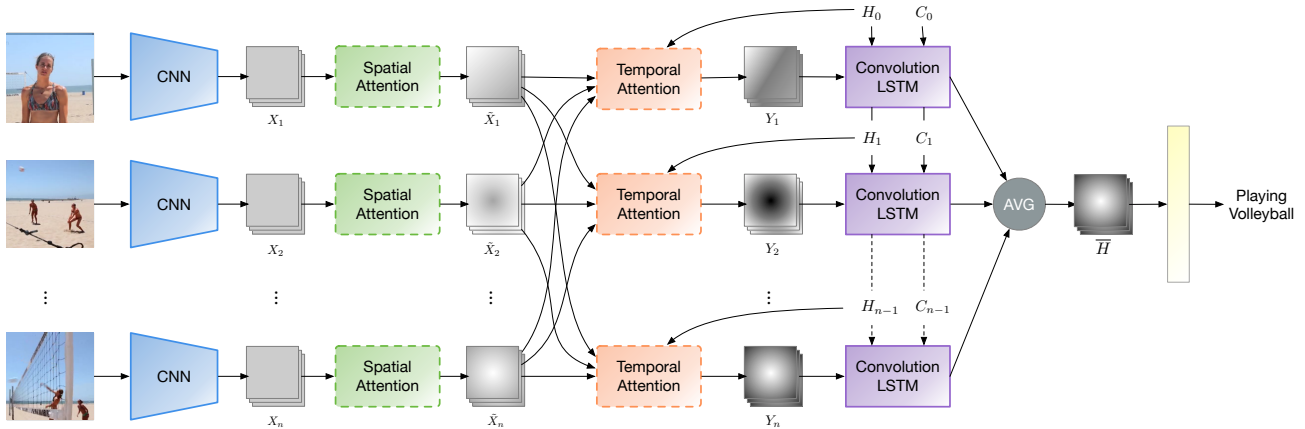 H₀ C₀
CNN
Spatial
Attention
Temporal
Attention
Convolution
LSTM
X₁ X̃₁ Y₁
H₁ C₁
CNN
Spatial
Attention
Temporal
Attention
Convolution
LSTM
X₂ X̃₂ Y₂
AVG
H̅
Playing
Volleyball
⋮ ⋮ ⋮ ⋮
Hₙ₋₁ Cₙ₋₁
CNN
Spatial
Attention
Temporal
Attention
Convolution
LSTM
Xₙ X̃ₙ Yₙ